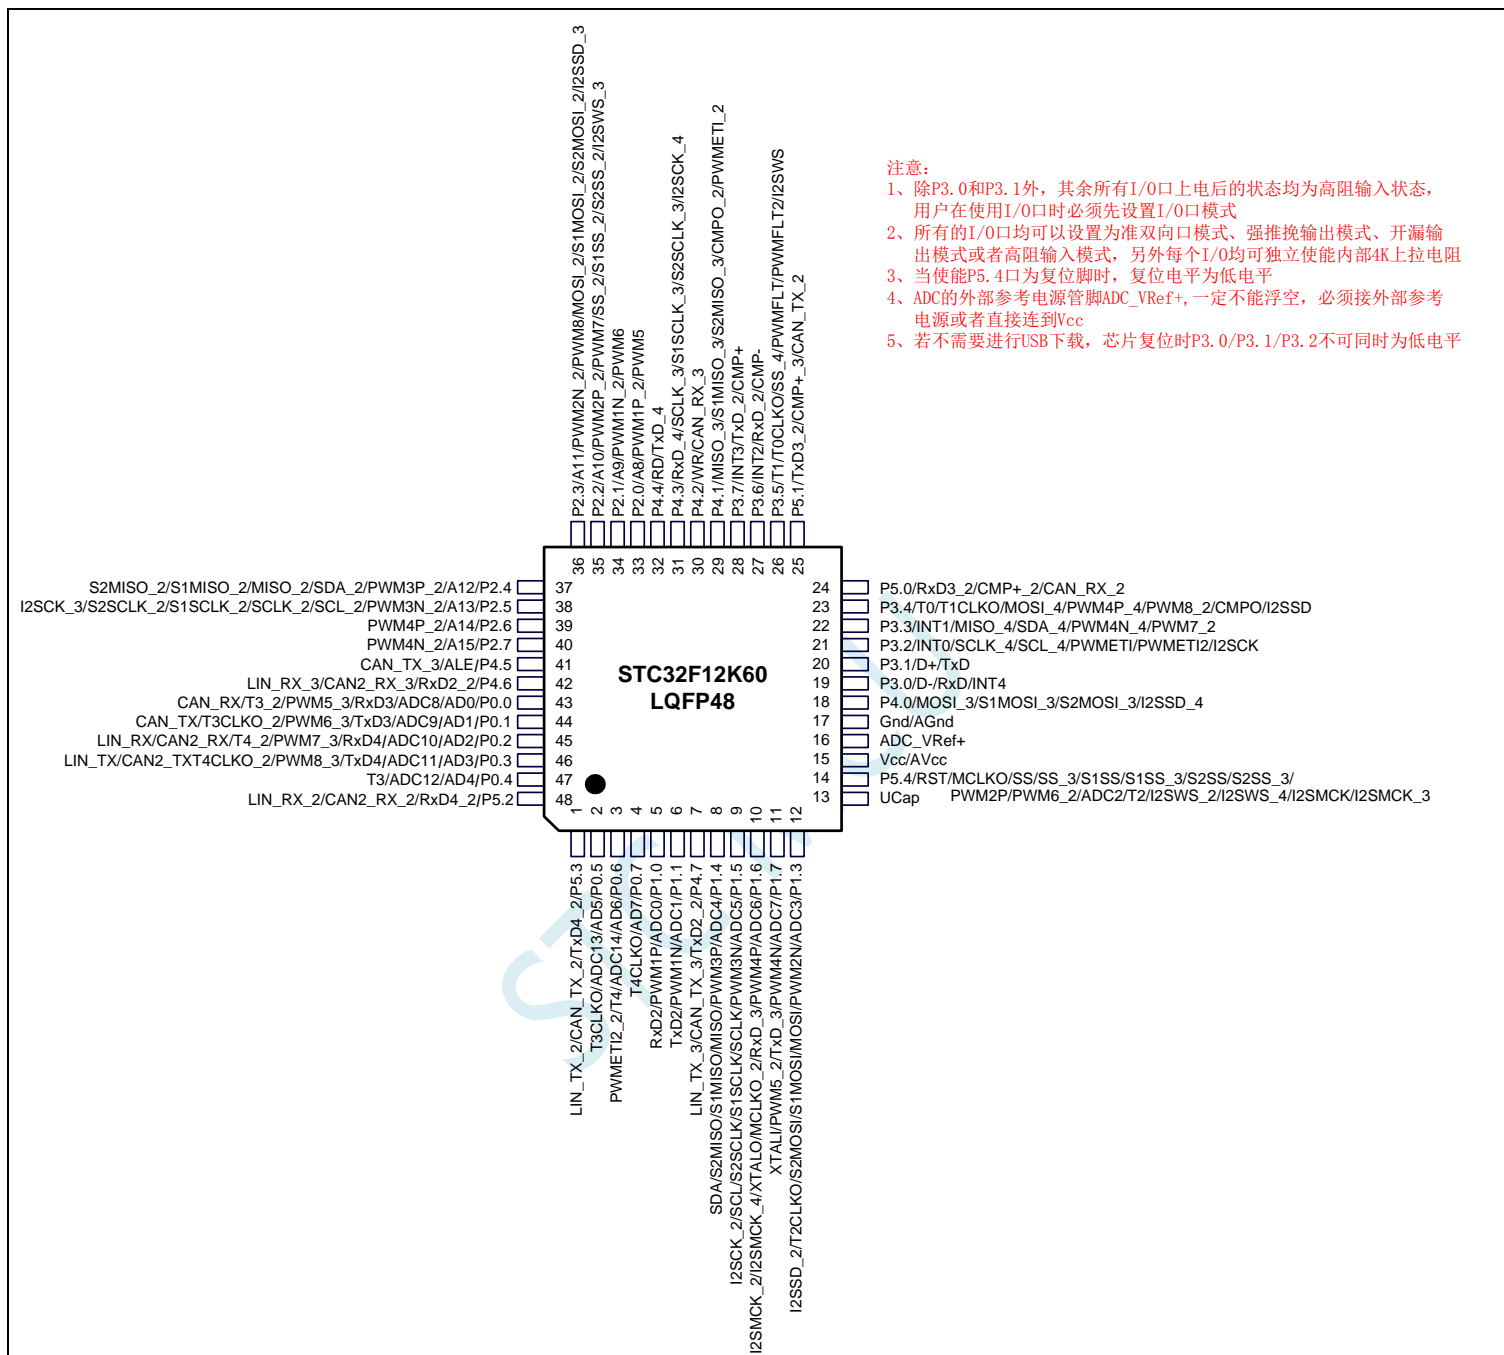 P2.3/A11/PWM2N_2/PWM8/MOSI_2/S1MOSI_2/S2MOSI_2/I2SSD_3
P2.2/A10/PWM2P_2/PWM7/SS_2/S1SS_2/S2SS_2/I2SWS_3
P2.1/A9/PWM1N_2/PWM6
P2.0/A8/PWM1P_2/PWM5
P4.4/RD/TxD_4
P4.3/RxD_4/SCLK_3/S1SCLK_3/S2SCLK_3/I2SCK_4
P4.2/WR/CAN_RX_3
P4.1/MISO_3/S1MISO_3/S2MISO_3/CMPO_2/PWMETI_2
P3.7/INT3/TxD_2/CMP+
P3.6/INT2/RxD_2/CMP-
P3.5/T1/T0CLKO/SS_4/PWMFLT/PWMFLT2/I2SWS
P5.1/TxD3_2/CMP+_3/CAN_TX_2
注意：
1、除P3.0和P3.1外，其余所有I/O口上电后的状态均为高阻输入状态，
用户在使用I/O口时必须先设置I/O口模式
2、所有的I/O口均可以设置为准双向口模式、强推挽输出模式、开漏输
出模式或者高阻输入模式，另外每个I/O均可独立使能内部4K上拉电阻
3、当使能P5.4口为复位脚时，复位电平为低电平
4、ADC的外部参考电源管脚ADC_VRef+,一定不能浮空，必须接外部参考
电源或者直接连到Vcc
5、若不需要进行USB下载，芯片复位时P3.0/P3.1/P3.2不可同时为低电平
36 35 34 33 32 31 30 29 28 27 26 25
S2MISO_2/S1MISO_2/MISO_2/SDA_2/PWM3P_2/A12/P2.4 37
I2SCK_3/S2SCLK_2/S1SCLK_2/SCLK_2/SCL_2/PWM3N_2/A13/P2.5 38
PWM4P_2/A14/P2.6 39
PWM4N_2/A15/P2.7 40
CAN_TX_3/ALE/P4.5 41
LIN_RX_3/CAN2_RX_3/RxD2_2/P4.6 42
CAN_RX/T3_2/PWM5_3/RxD3/ADC8/AD0/P0.0 43
CAN_TX/T3CLKO_2/PWM6_3/TxD3/ADC9/AD1/P0.1 44
LIN_RX/CAN2_RX/T4_2/PWM7_3/RxD4/ADC10/AD2/P0.2 45
LIN_TX/CAN2_TXT4CLKO_2/PWM8_3/TxD4/ADC11/AD3/P0.3 46
T3/ADC12/AD4/P0.4 47
LIN_RX_2/CAN2_RX_2/RxD4_2/P5.2 48
STC32F12K60
LQFP48
24 P5.0/RxD3_2/CMP+_2/CAN_RX_2
23 P3.4/T0/T1CLKO/MOSI_4/PWM4P_4/PWM8_2/CMPO/I2SSD
22 P3.3/INT1/MISO_4/SDA_4/PWM4N_4/PWM7_2
21 P3.2/INT0/SCLK_4/SCL_4/PWMETI/PWMETI2/I2SCK
20 P3.1/D+/TxD
19 P3.0/D-/RxD/INT4
18 P4.0/MOSI_3/S1MOSI_3/S2MOSI_3/I2SSD_4
17 Gnd/AGnd
16 ADC_VRef+
15 Vcc/AVcc
14 P5.4/RST/MCLKO/SS/SS_3/S1SS/S1SS_3/S2SS/S2SS_3/
13 UCap PWM2P/PWM6_2/ADC2/T2/I2SWS_2/I2SWS_4/I2SMCK/I2SMCK_3
1 2 3 4 5 6 7 8 9 10 11 12
LIN_TX_2/CAN_TX_2/TxD4_2/P5.3
T3CLKO/ADC13/AD5/P0.5
PWMETI2_2/T4/ADC14/AD6/P0.6
T4CLKO/AD7/P0.7
RxD2/PWM1P/ADC0/P1.0
TxD2/PWM1N/ADC1/P1.1
LIN_TX_3/CAN_TX_3/TxD2_2/P4.7
SDA/S2MISO/S1MISO/MISO/PWM3P/ADC4/P1.4
I2SCK_2/SCL/S2SCLK/S1SCLK/SCLK/PWM3N/ADC5/P1.5
I2SMCK_2/I2SMCK_4/XTALO/MCLKO_2/RxD_3/PWM4P/ADC6/P1.6
XTALI/PWM5_2/TxD_3/PWM4N/ADC7/P1.7
I2SSD_2/T2CLKO/S2MOSI/S1MOSI/MOSI/PWM2N/ADC3/P1.3